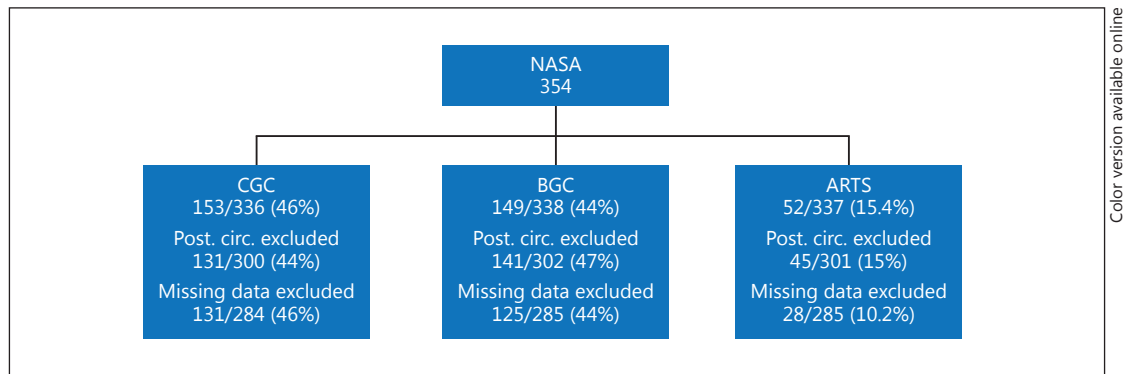 NASA
354
CGC
153/336 (46%)
Post. circ. excluded
131/300 (44%)
Missing data excluded
131/284 (46%)
BGC
149/338 (44%)
Post. circ. excluded
141/302 (47%)
Missing data excluded
125/285 (44%)
ARTS
52/337 (15.4%)
Post. circ. excluded
45/301 (15%)
Missing data excluded
28/285 (10.2%)
Color version available online